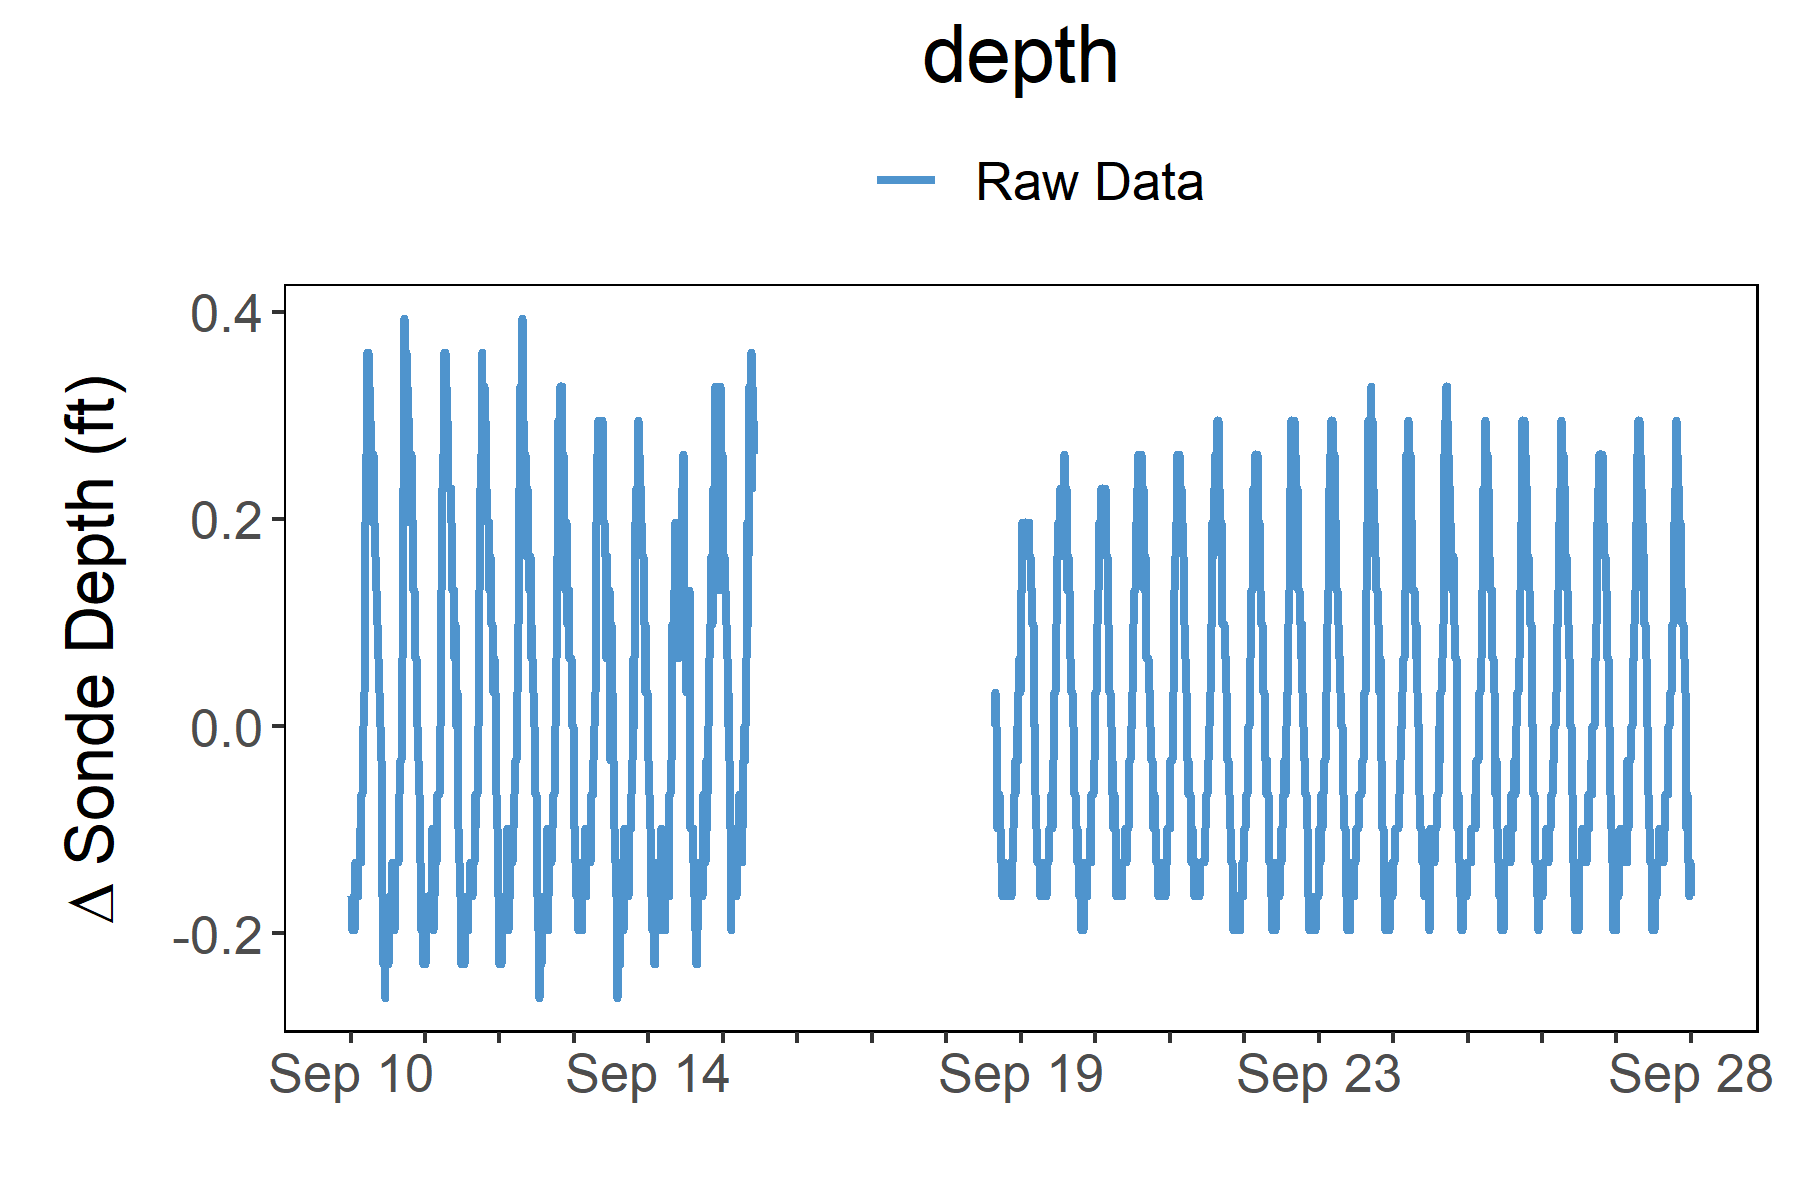 depth
Raw Data
Δ Sonde Depth (ft)
0.4
0.2
0.0
-0.2
Sep 10 Sep 14 Sep 19 Sep 23 Sep 28